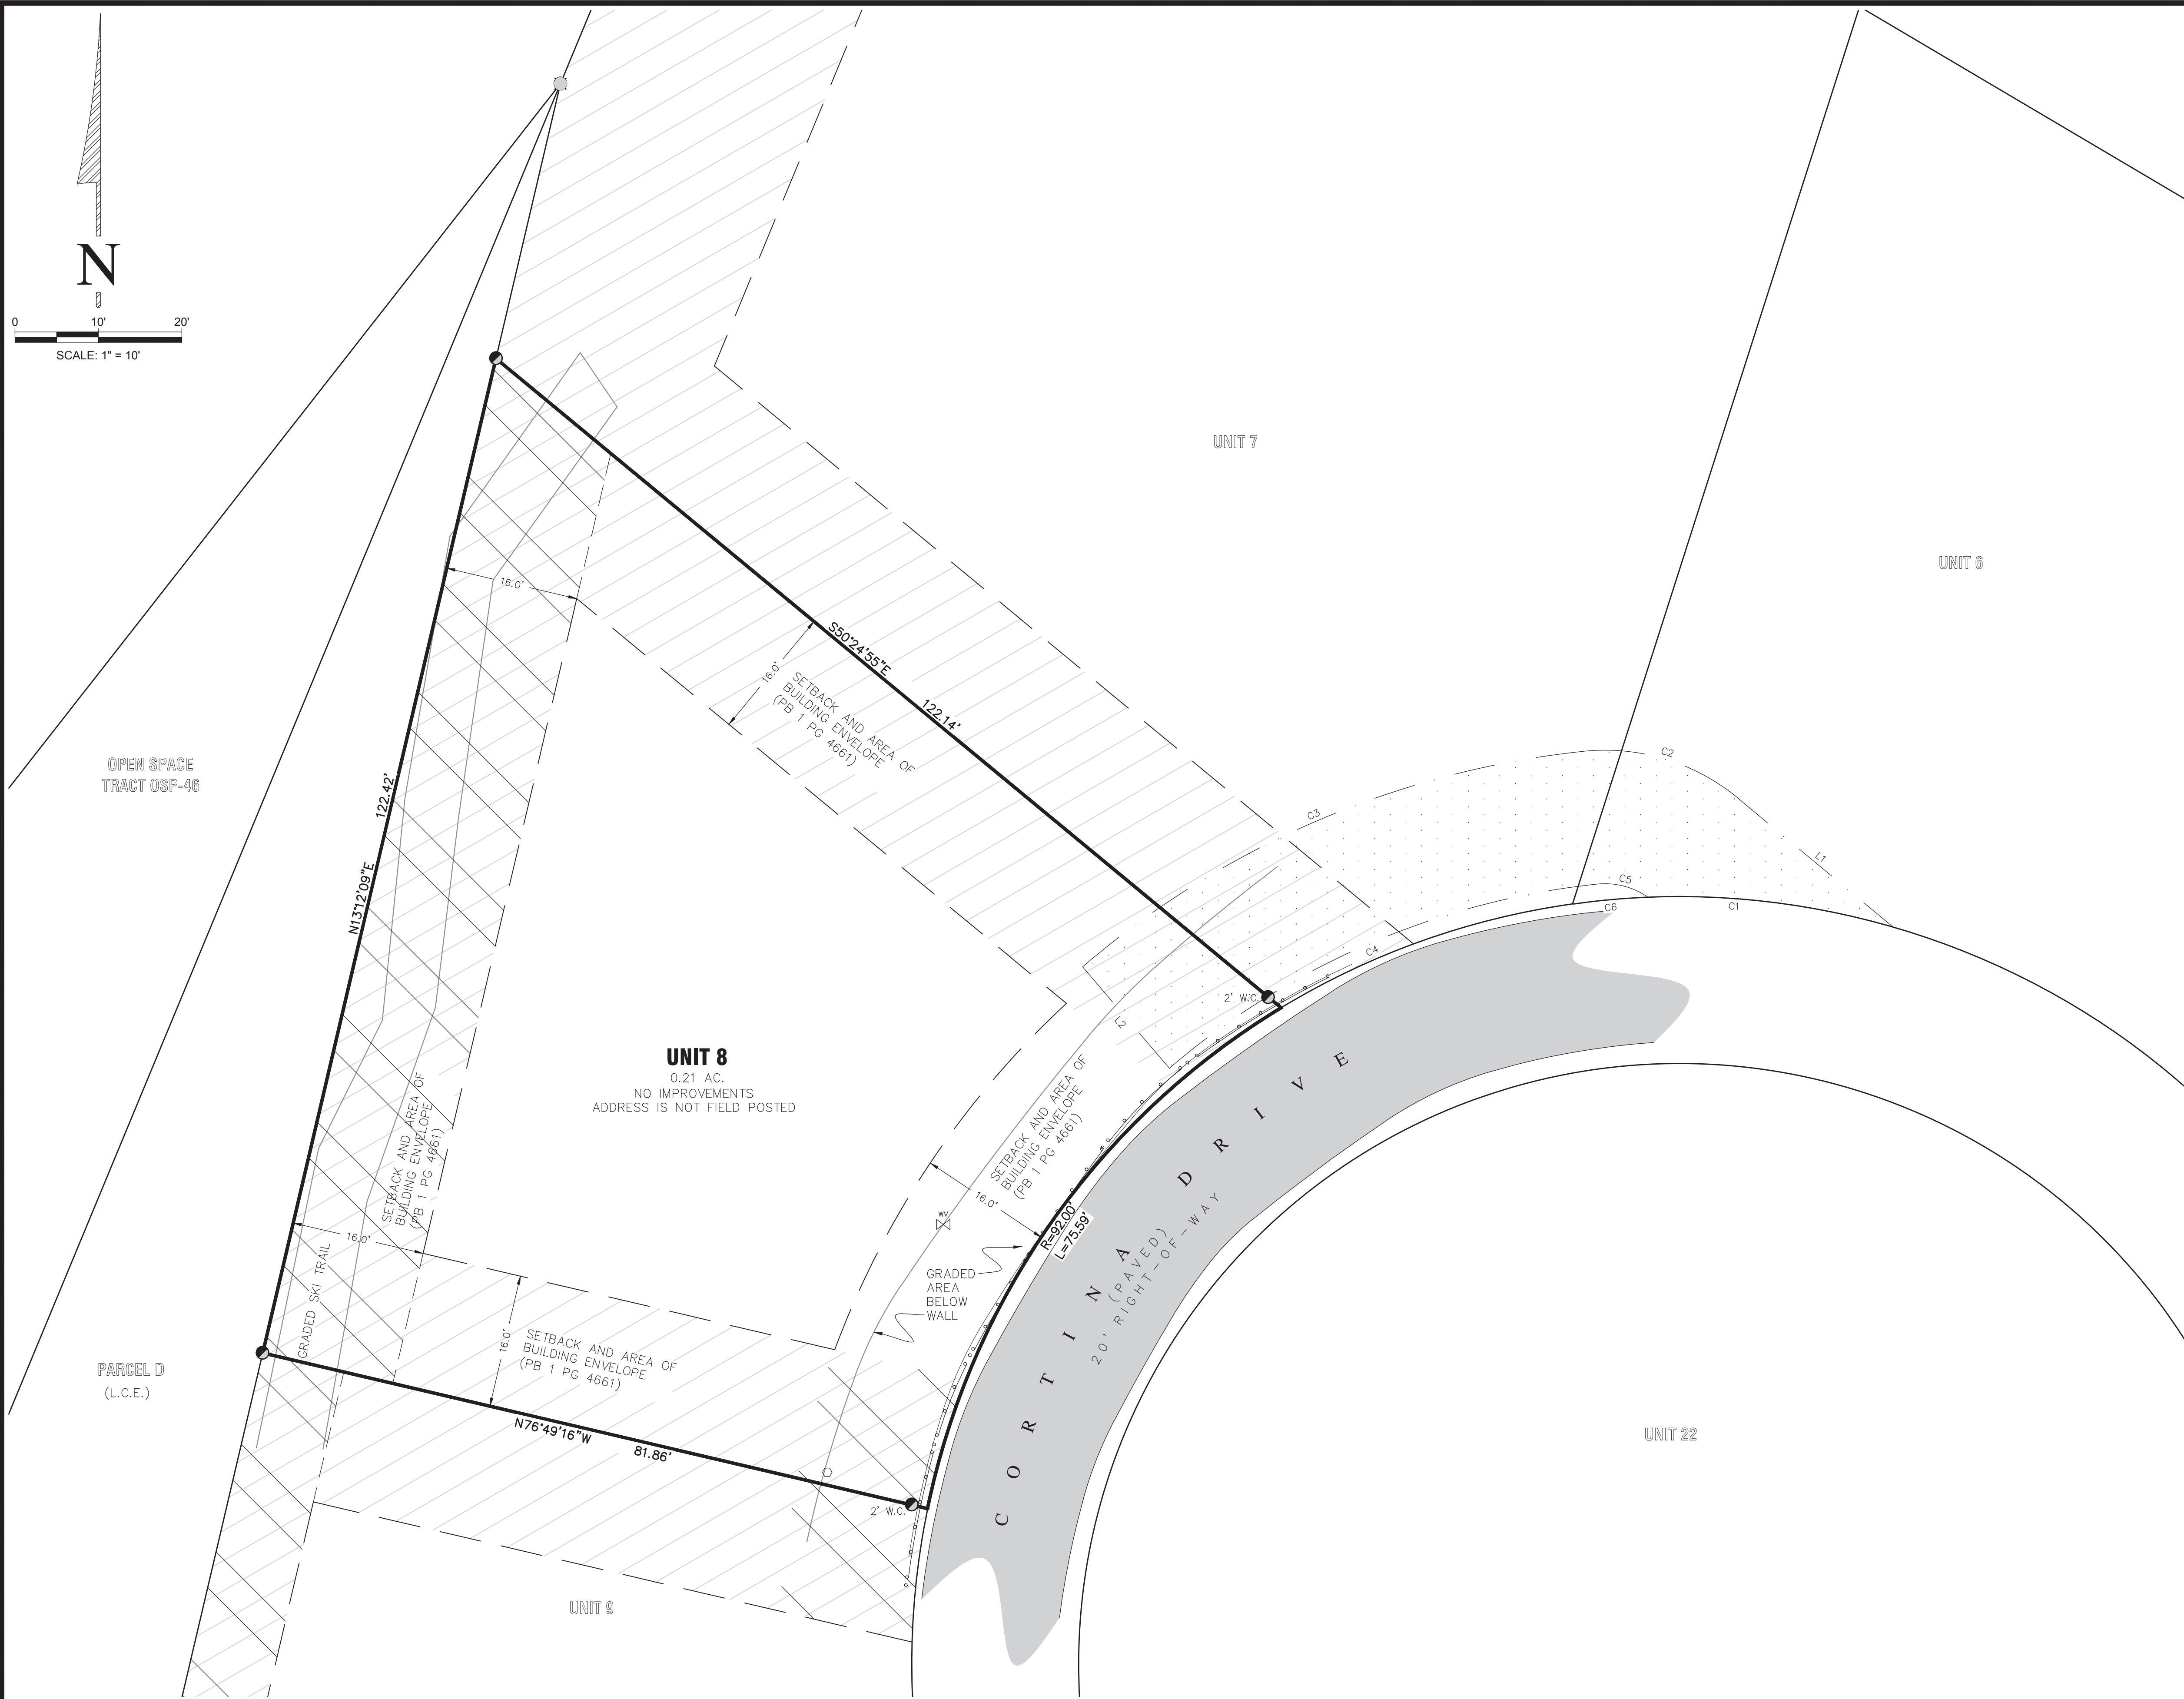 N
0 10' 20'
SCALE: 1" = 10'
UNIT 7
UNIT 6
16.0'
S50°24'55"E
122.14'
16.0'
SETBACK AND AREA OF
BUILDING ENVELOPE
(PB 1 PG 4661)
OPEN SPACE
TRACT OSP-46
122.42'
N13°12'09"E
C2
C3
L1
C5
C6
C1
C4
2' W.C.
L2
UNIT 8
0.21 AC.
NO IMPROVEMENTS
ADDRESS IS NOT FIELD POSTED
SETBACK AND AREA OF
BUILDING ENVELOPE
(PB 1 PG 4661)
SETBACK AND AREA OF
BUILDING ENVELOPE
(PB 1 PG 4661)
16.0'
WV
R=92.00'
L=75.59'
CORTINA DRIVE
(PAVED)
20' RIGHT-OF-WAY
16.0'
GRADED SKI TRAIL
GRADED
AREA
BELOW
WALL
16.0'
SETBACK AND AREA OF
BUILDING ENVELOPE
(PB 1 PG 4661)
PARCEL D
(L.C.E.)
N76°49'16"W
81.86'
2' W.C.
UNIT 22
UNIT 9